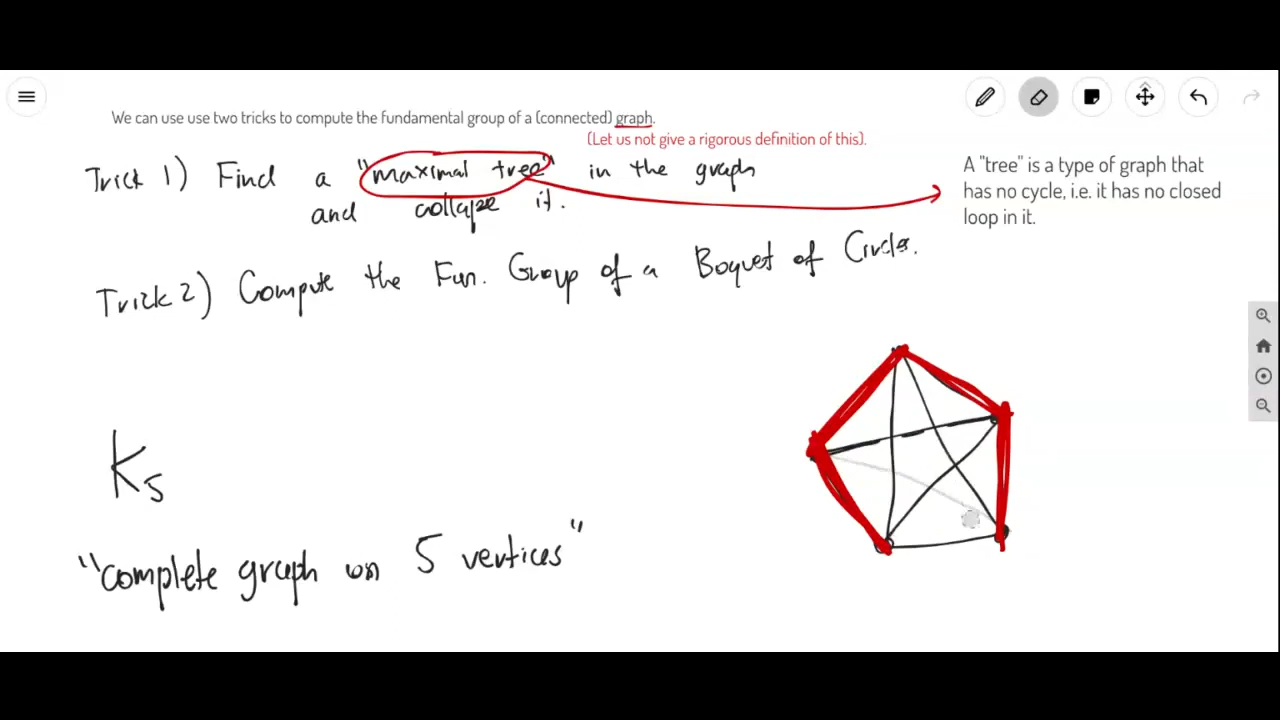 We can use use two tricks to compute the fundamental group of a (connected) graph.
(Let us not give a rigorous definition of this).
Trick 1) Find a "maximal tree" in the graph
and collapse it.
A "tree" is a type of graph that
has no cycle, i.e. it has no closed
loop in it.
Trick 2) Compute the Fun. Group of a Boquet of Circles.
K5
"complete graph on 5 vertices"